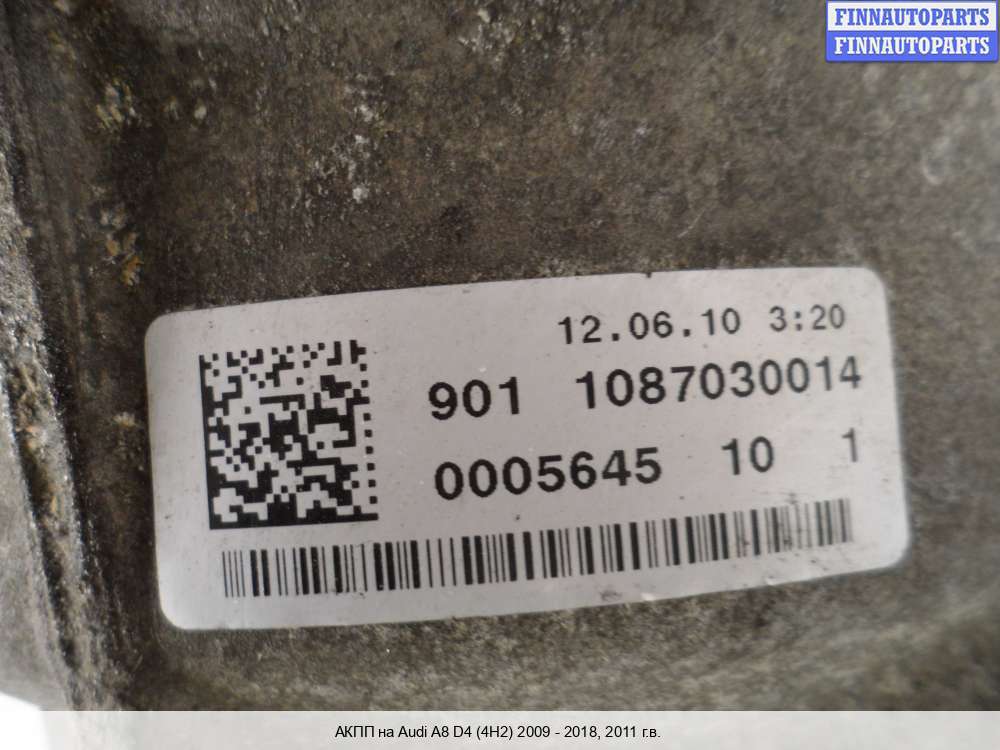 FINNAUTOPARTS
FINNAUTOPARTS
12.06.10 3:20
901 1087030014
0005645 10 1
АКПП на Audi A8 D4 (4H2) 2009 - 2018, 2011 г.в.